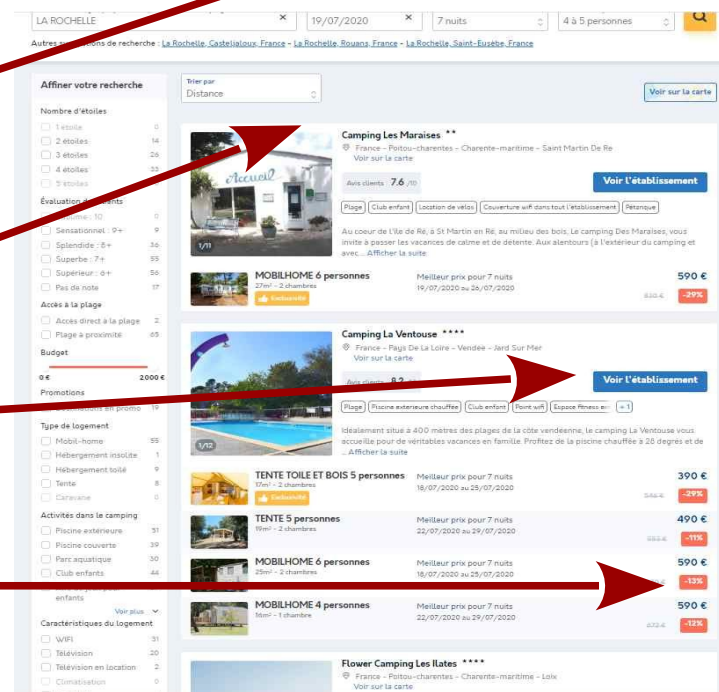 LA ROCHELLE × 19/07/2020 × 7 nuits 4 à 5 personnes
Autres de recherche : La Rochelle, Casteljaloux, France - La Rochelle, Rouans, France - La Rochelle, Saint-Eusèbe, France
Affiner votre recherche
Nombre d'étoiles
1 étoile 0
2 étoiles 14
3 étoiles 26
4 étoiles 33
5 étoiles
Évaluation
10 0
Sensationnel : 9+ 9
Splendide : 8+ 36
Superbe : 7+ 55
Supérieur : 6+ 56
Pas de note 17
Accès à la plage
Accès direct à la plage 2
Plage à proximité 65
Budget
0 € 2000 €
Promotions
en promo 19
Type de logement
Mobil-home 55
Hébergement insolite 1
Hébergement toilé 9
Tente 8
Caravane 0
Activités dans le camping
Piscine extérieure 51
Piscine couverte 39
Parc aquatique 30
Club enfants 44
enfants
Voir plus
Caractéristiques du logement
WIFI 31
Télévision 20
Télévision en location 2
Climatisation 0
Trier par
Distance
Voir sur la carte
Camping Les Maraises **
France - Poitou-charentes - Charente-maritime - Saint Martin De Re
Voir sur la carte
Avis clients : 7.6 /10
Voir l'établissement
Plage Club enfant Location de vélos Couverture wifi dans tout l'établissement Pétanque
Au coeur de l'île de Ré, à St Martin en Ré, au milieu des bois, Le camping Des Maraises, vous
invite à passer les vacances de calme et de détente. Aux alentours (à l'extérieur du camping et
avec... Afficher la suite
Accueil
1/11
MOBILHOME 6 personnes
27m² - 2 chambres
Exclusivité
Meilleur prix pour 7 nuits
19/07/2020 au 26/07/2020
590 €
830 € -29%
Camping La Ventouse ****
France - Pays De La Loire - Vendée - Jard Sur Mer
Voir sur la carte
Avis clients 8.2
Voir l'établissement
Plage Piscine exterieure chauffée Club enfant Point wifi Espace fitness + 1
Idéalement situé à 400 mètres des plages de la côte vendéenne, le camping La Ventouse vous
accueille pour de véritables vacances en famille. Profitez de la piscine chauffée à 28 degrés et de
... Afficher la suite
1/12
TENTE TOILE ET BOIS 5 personnes
17m² - 2 chambres
Exclusivité
Meilleur prix pour 7 nuits
18/07/2020 au 25/07/2020
390 €
-29%
TENTE 5 personnes
19m² - 2 chambres
Meilleur prix pour 7 nuits
22/07/2020 au 29/07/2020
490 €
-11%
MOBILHOME 6 personnes
25m² - 2 chambres
Meilleur prix pour 7 nuits
18/07/2020 au 25/07/2020
590 €
-13%
MOBILHOME 4 personnes
16m² - 1 chambre
Meilleur prix pour 7 nuits
22/07/2020 au 29/07/2020
590 €
672 € -12%
Flower Camping Les Ilates ****
France - Poitou-charentes - Charente-maritime - Loix
Voir sur la carte